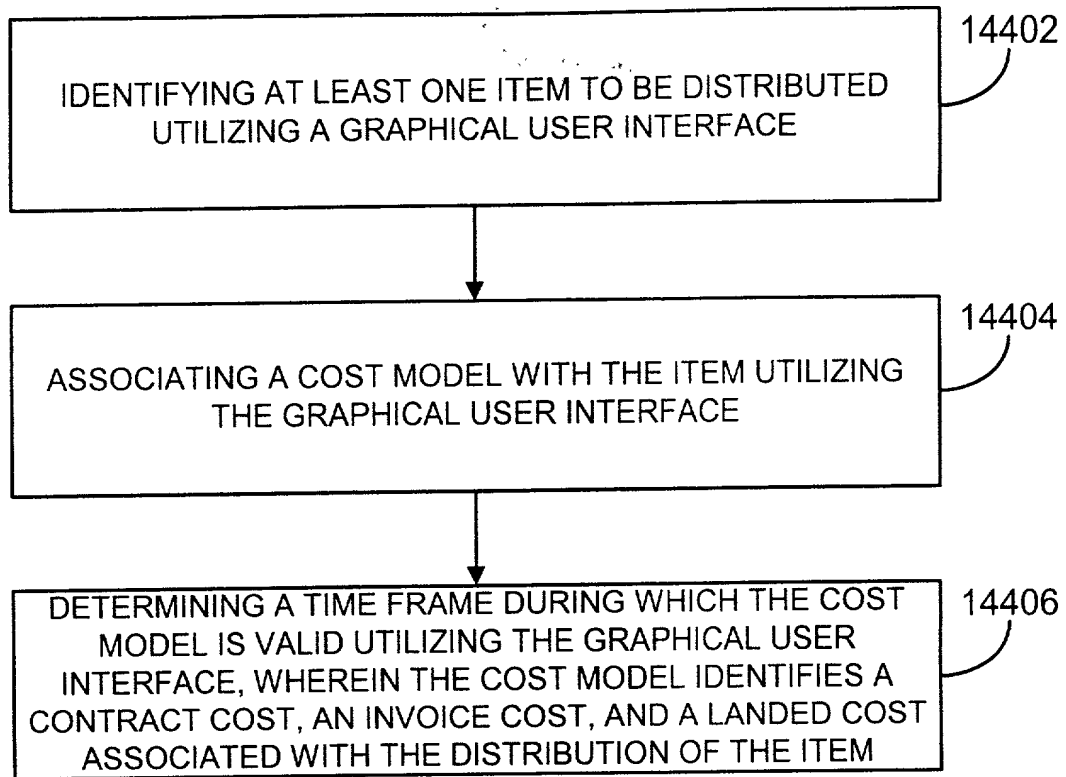 14402
IDENTIFYING AT LEAST ONE ITEM TO BE DISTRIBUTED
UTILIZING A GRAPHICAL USER INTERFACE
14404
ASSOCIATING A COST MODEL WITH THE ITEM UTILIZING
THE GRAPHICAL USER INTERFACE
14406
DETERMINING A TIME FRAME DURING WHICH THE COST
MODEL IS VALID UTILIZING THE GRAPHICAL USER
INTERFACE, WHEREIN THE COST MODEL IDENTIFIES A
CONTRACT COST, AN INVOICE COST, AND A LANDED COST
ASSOCIATED WITH THE DISTRIBUTION OF THE ITEM